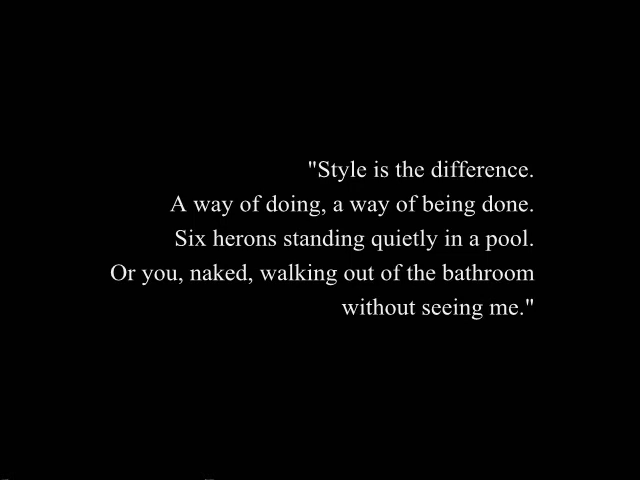 "Style is the difference.
A way of doing, a way of being done.
Six herons standing quietly in a pool.
Or you, naked, walking out of the bathroom
without seeing me."